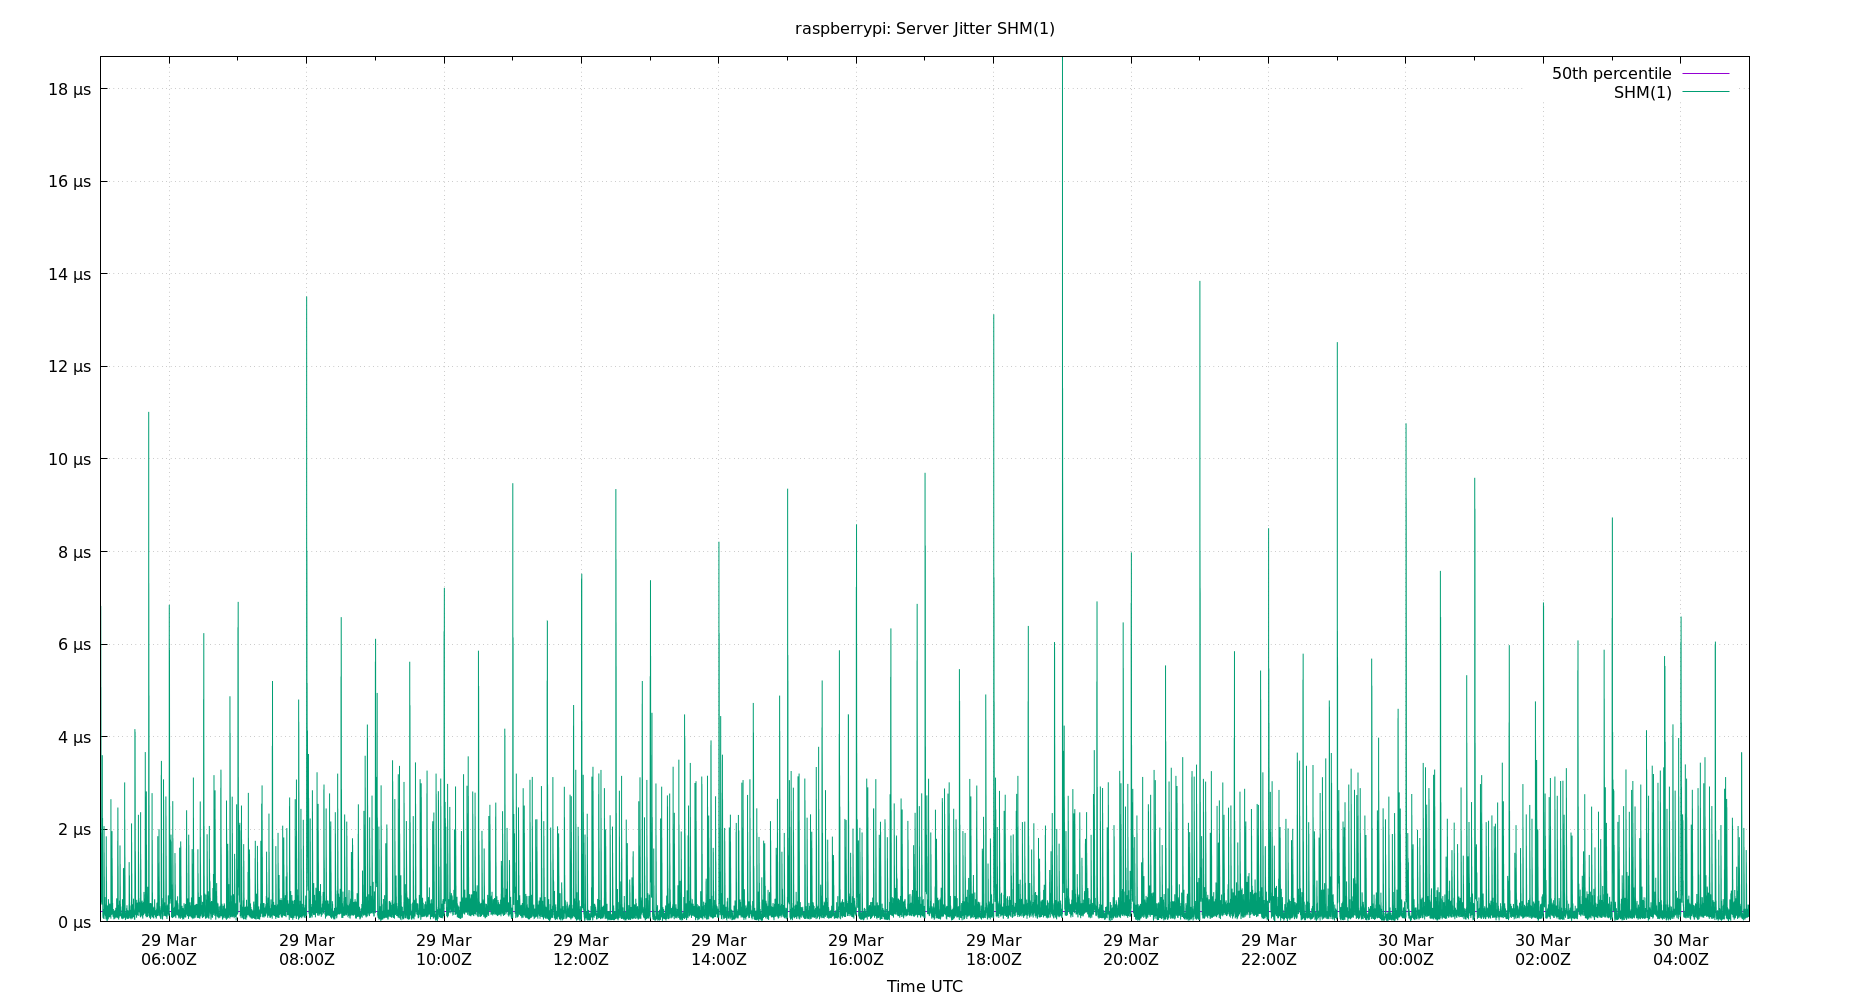 raspberrypi: Server Jitter SHM(1)
50th percentile
SHM(1)
18 µs
16 µs
14 µs
12 µs
10 µs
8 µs
6 µs
4 µs
2 µs
0 µs
29 Mar 29 Mar 29 Mar 29 Mar 29 Mar 29 Mar 29 Mar 29 Mar 29 Mar 30 Mar 30 Mar 30 Mar
06:00Z 08:00Z 10:00Z 12:00Z 14:00Z 16:00Z 18:00Z 20:00Z 22:00Z 00:00Z 02:00Z 04:00Z
Time UTC